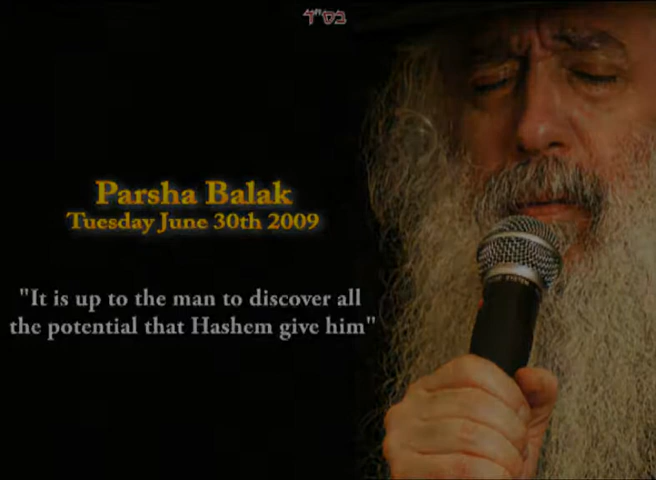 בס"ד
Parsha Balak
Tuesday June 30th 2009
"It is up to the man to discover all
the potential that Hashem give him"